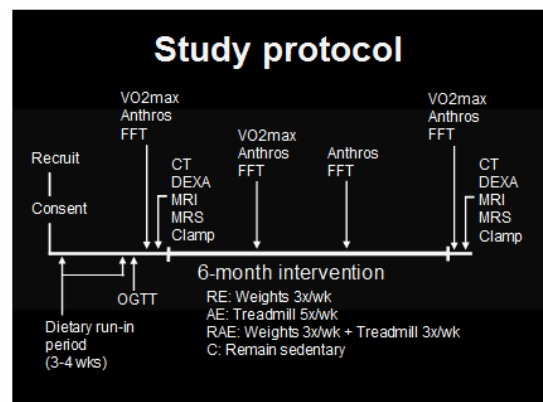 Study protocol
VO2max
Anthros
FFT
VO2max
Anthros
FFT
VO2max
Anthros
FFT
Anthros
FFT
Recruit
Consent
CT
DEXA
MRI
MRS
Clamp
CT
DEXA
MRI
MRS
Clamp
6-month intervention
OGTT
RE: Weights 3x/wk
AE: Treadmill 5x/wk
RAE: Weights 3x/wk + Treadmill 3x/wk
C: Remain sedentary
Dietary run-in
period
(3-4 wks)